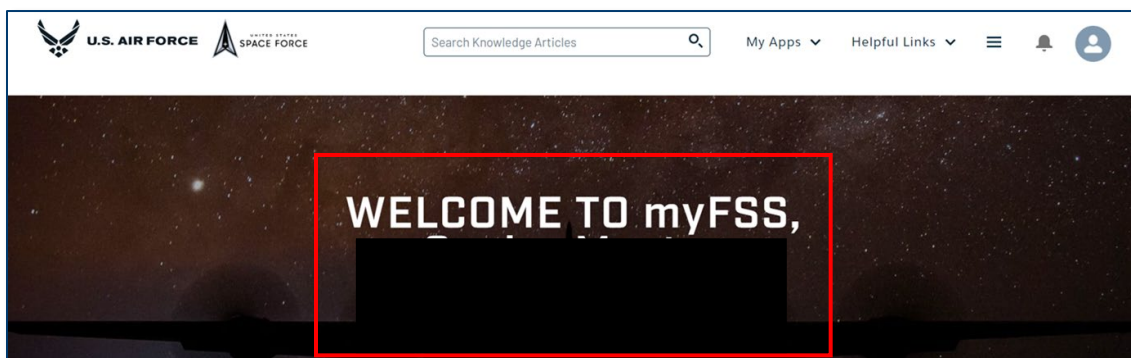 U.S. AIR FORCE
UNITED STATES
SPACE FORCE
Search Knowledge Articles
My Apps
Helpful Links
WELCOME TO myFSS,